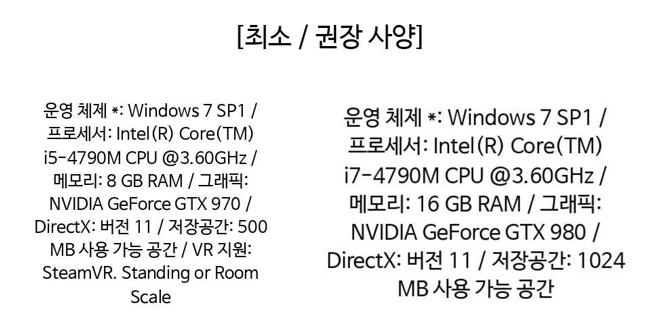 [최소 / 권장 사양]
운영 체제 *: Windows 7 SP1 /
프로세서: Intel(R) Core(TM)
i5-4790M CPU @3.60GHz /
메모리: 8 GB RAM / 그래픽:
NVIDIA GeForce GTX 970 /
DirectX: 버전 11 / 저장공간: 500
MB 사용 가능 공간 / VR 지원:
SteamVR. Standing or Room
Scale
운영 체제 *: Windows 7 SP1 /
프로세서: Intel(R) Core(TM)
i7-4790M CPU @3.60GHz /
메모리: 16 GB RAM / 그래픽:
NVIDIA GeForce GTX 980 /
DirectX: 버전 11 / 저장공간: 1024
MB 사용 가능 공간